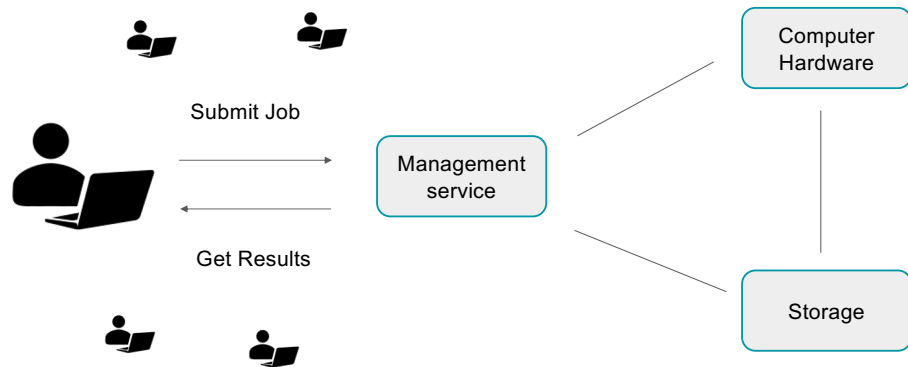 Submit Job
Get Results
Management
service
Computer
Hardware
Storage